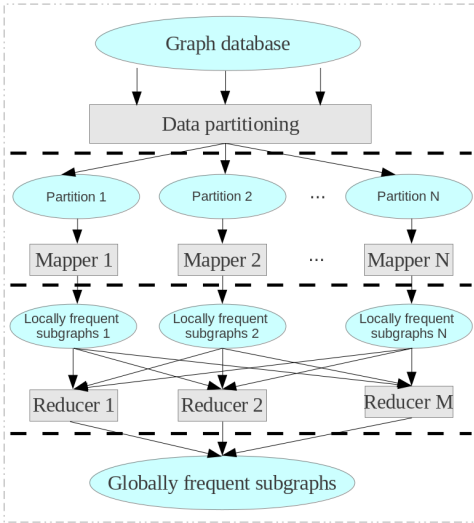 Graph database
Data partitioning
Partition 1
Partition 2
...
Partition N
Mapper 1
Mapper 2
...
Mapper N
Locally frequent
subgraphs 1
Locally frequent
subgraphs 2
Locally frequent
subgraphs N
Reducer 1
Reducer 2
Reducer M
Globally frequent subgraphs